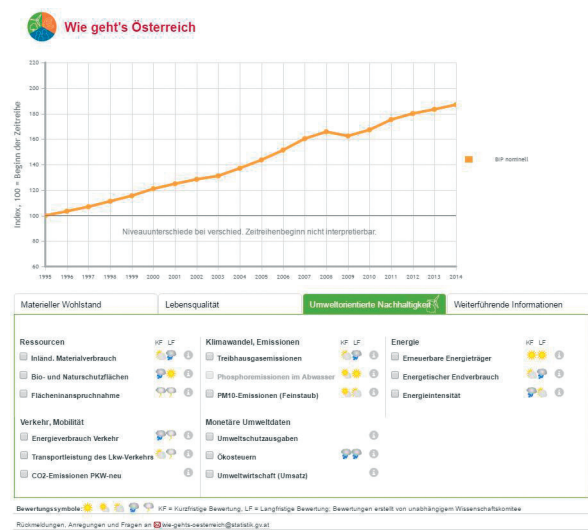 Wie geht's Österreich
220
200
180
160
140
120
100
80
60
Index, 100 = Beginn der Zeitreihe
Niveauunterschiede bei verschied. Zeitreihenbeginn nicht interpretierbar.
BIP nominell
1995 1996 1997 1998 1999 2000 2001 2002 2003 2004 2005 2006 2007 2008 2009 2010 2011 2012 2013 2014
Materieller Wohlstand Lebensqualität Umweltorientierte Nachhaltigkeit Weiterführende Informationen
Ressourcen KF LF
Inländ. Materialverbrauch
Bio- und Naturschutzflächen
Flächeninanspruchnahme
Klimawandel, Emissionen KF LF
Treibhausgasemissionen
Phosphoremissionen im Abwasser
PM10-Emissionen (Feinstaub)
Energie KF LF
Erneuerbare Energieträger
Energetischer Endverbrauch
Energieintensität
Verkehr, Mobilität
Energieverbrauch Verkehr
Transportleistung des Lkw-Verkehrs
CO2-Emissionen PKW-neu
Monetäre Umweltdaten
Umweltschutzausgaben
Ökosteuern
Umweltwirtschaft (Umsatz)
Bewertungssymbole: KF = Kurzfristige Bewertung, LF = Langfristige Bewertung; Bewertungen erstellt von unabhängigem Wissenschaftskomitee
Rückmeldungen, Anregungen und Fragen an wie-gehts-oesterreich@statistik.gv.at